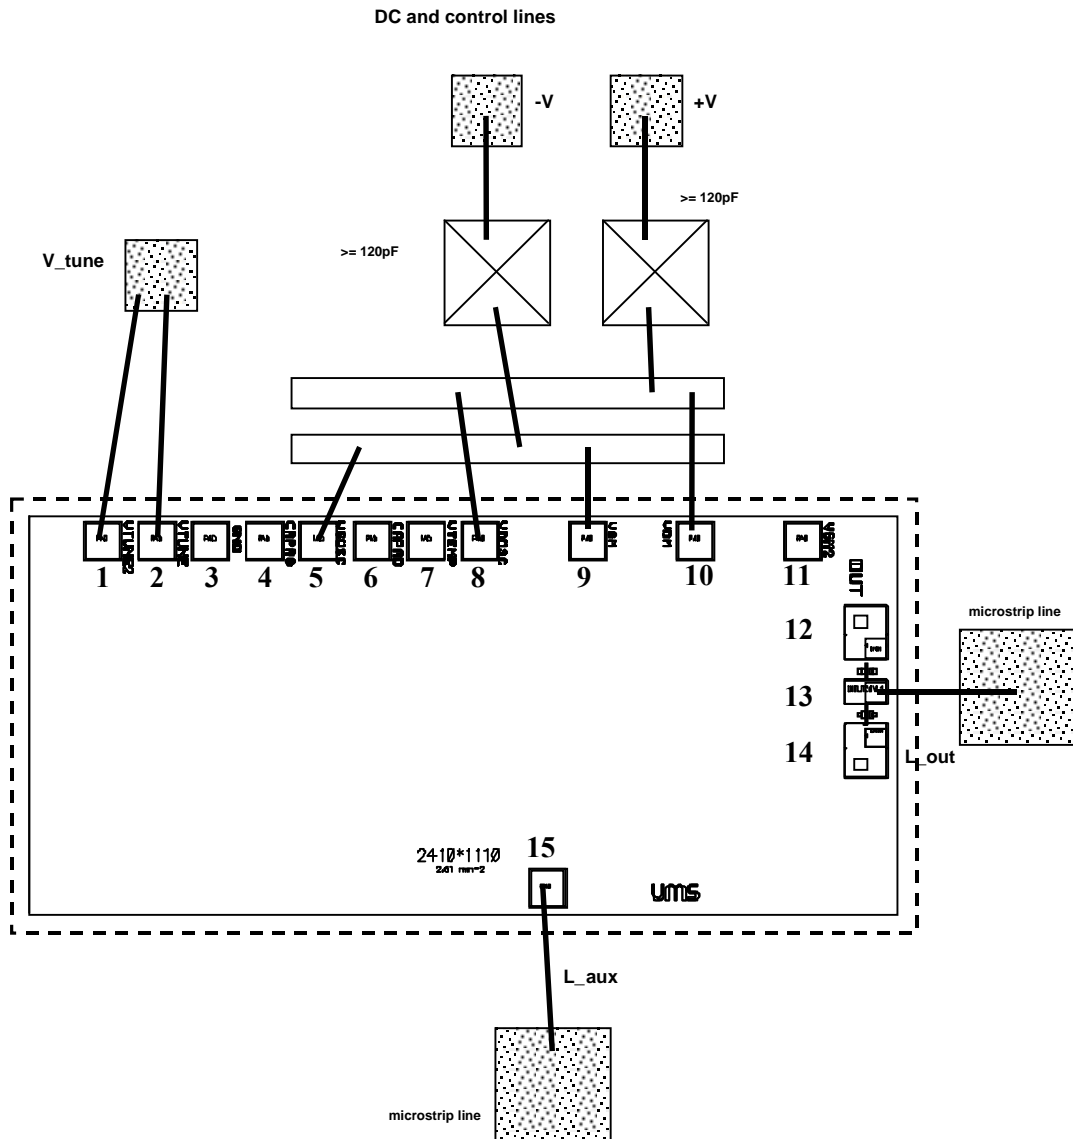 DC and control lines
-V
+V
>= 120pF
>= 120pF
V_tune
GND
1
2
3
4
5
6
7
8
9
10
11
OUT
12
microstrip line
13
14
L_out
2410*1110
15
ums
L_aux
microstrip line